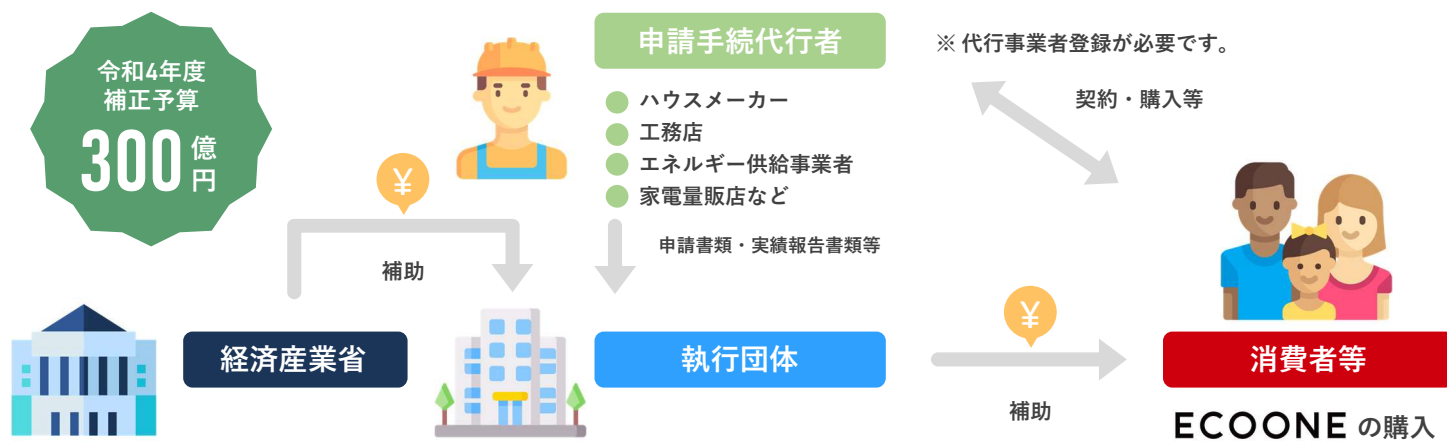 令和4年度
補正予算
300億円
申請手続代行者
※ 代行事業者登録が必要です。
ハウスメーカー
工務店
エネルギー供給事業者
家電量販店など
契約・購入等
¥
補助
申請書類・実績報告書類等
経済産業省
執行団体
¥
補助
消費者等
ECOONE の購入